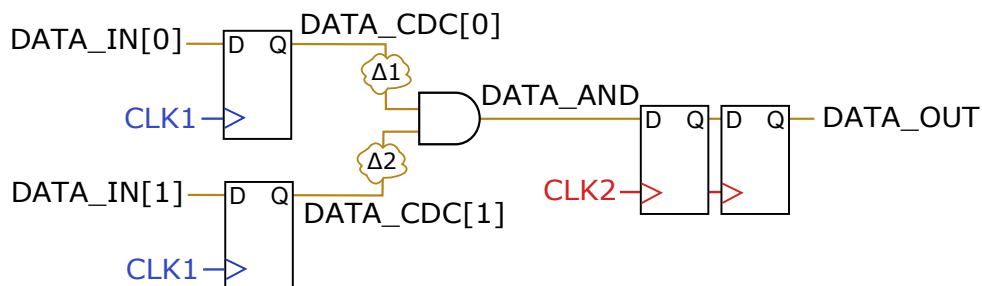 DATA_IN[0]
D
Q
DATA_CDC[0]
Δ1
CLK1
DATA_AND
D
Q
D
Q
DATA_OUT
Δ2
CLK2
DATA_IN[1]
D
Q
DATA_CDC[1]
CLK1